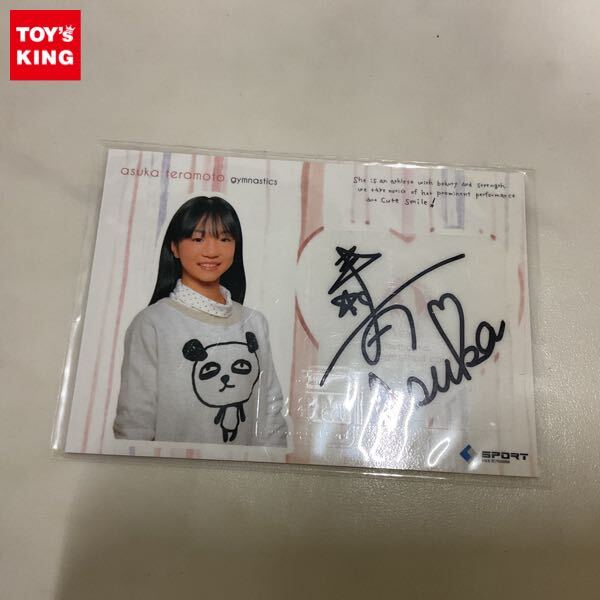 TOY'S
KING
asuka teramoto gymnastics
She is an athlete with beauty and strength
we take notice of her prominent performance
and Cute Smile!
Asuka
SPORT